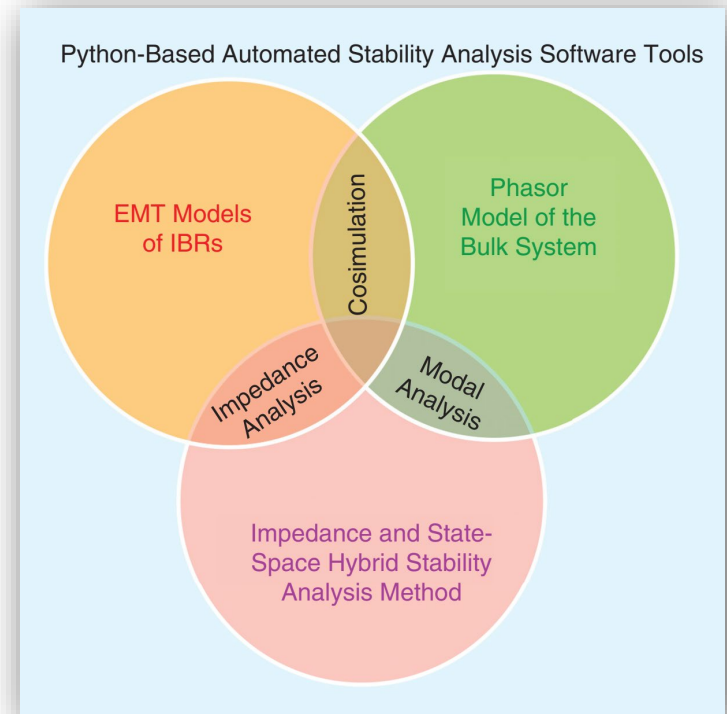 Python-Based Automated Stability Analysis Software Tools
EMT Models
of IBRs
Cosimulation
Phasor
Model of the
Bulk System
Impedance
Analysis
Modal
Analysis
Impedance and State-
Space Hybrid Stability
Analysis Method